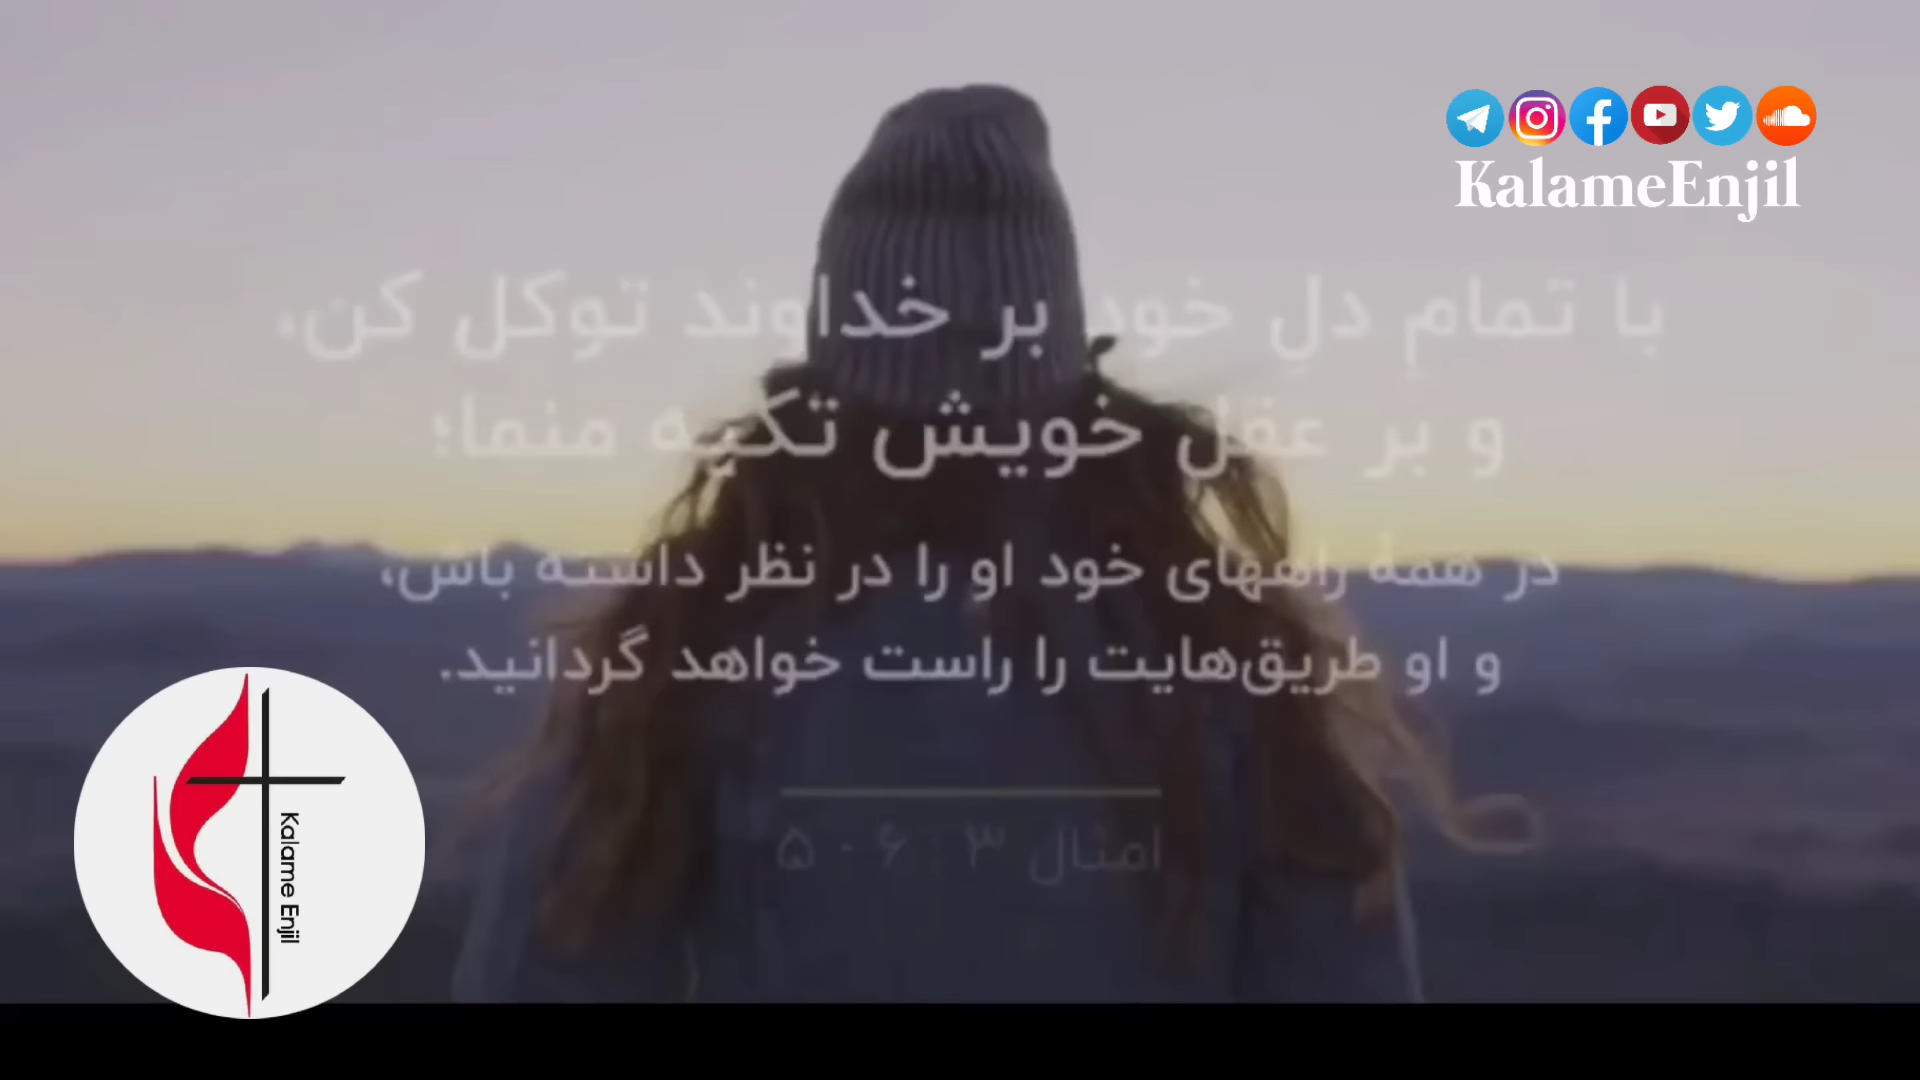 KalameEnjil
با تمامِ دلِ خود بر خداوند توکل کن،
و بر عقل خویش تکیه منما؛
در همهٔ راههای خود او را در نظر داشته باش،
و او طریق‌هایت را راست خواهد گردانید.
امثال ۳ : ۶ - ۵
Kalame Enjil